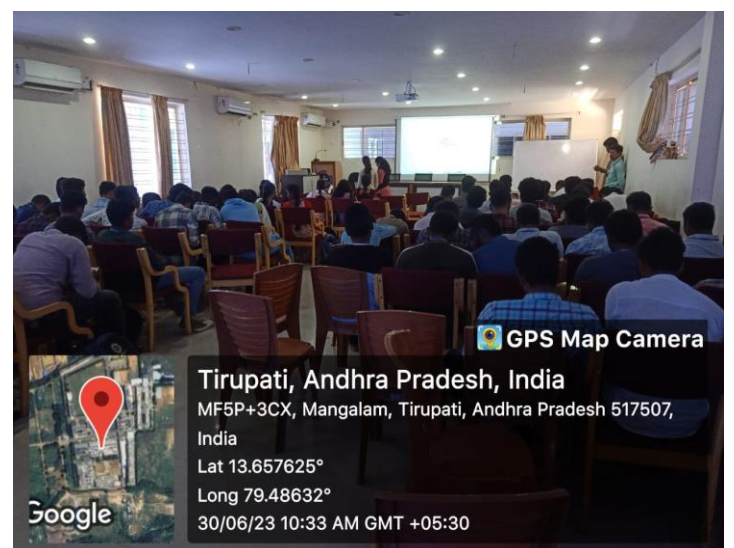 GPS Map Camera
Tirupati, Andhra Pradesh, India
MF5P+3CX, Mangalam, Tirupati, Andhra Pradesh 517507,
India
Lat 13.657625°
Long 79.48632°
30/06/23 10:33 AM GMT +05:30
Google